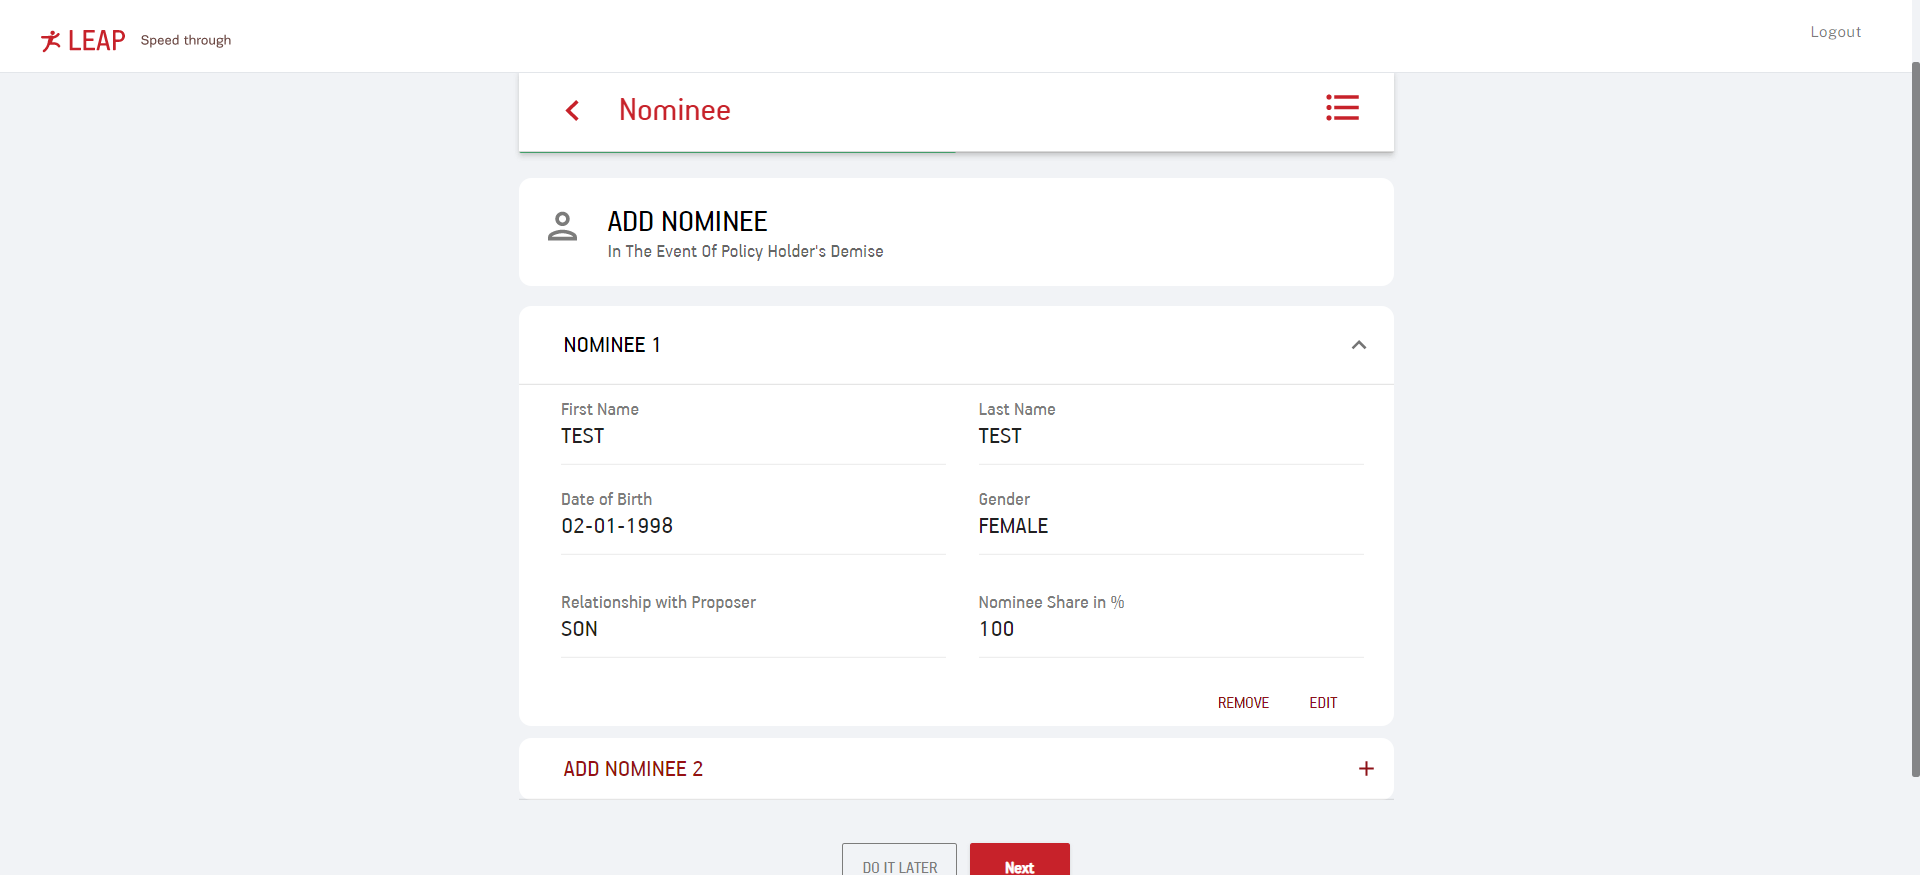 LEAP Speed through
Logout
Nominee
ADD NOMINEE
In The Event Of Policy Holder's Demise
NOMINEE 1
First Name
TEST
Last Name
TEST
Date of Birth
02-01-1998
Gender
FEMALE
Relationship with Proposer
SON
Nominee Share in %
100
REMOVE
EDIT
ADD NOMINEE 2
DO IT LATER
Next